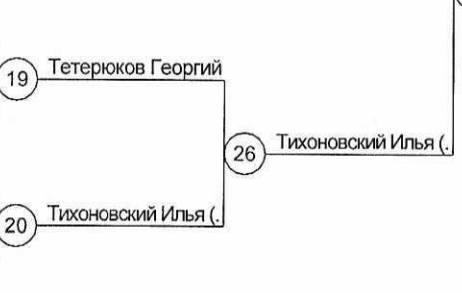 19 Тетерюков Георгий
26 Тихоновский Илья (.
20 Тихоновский Илья (.